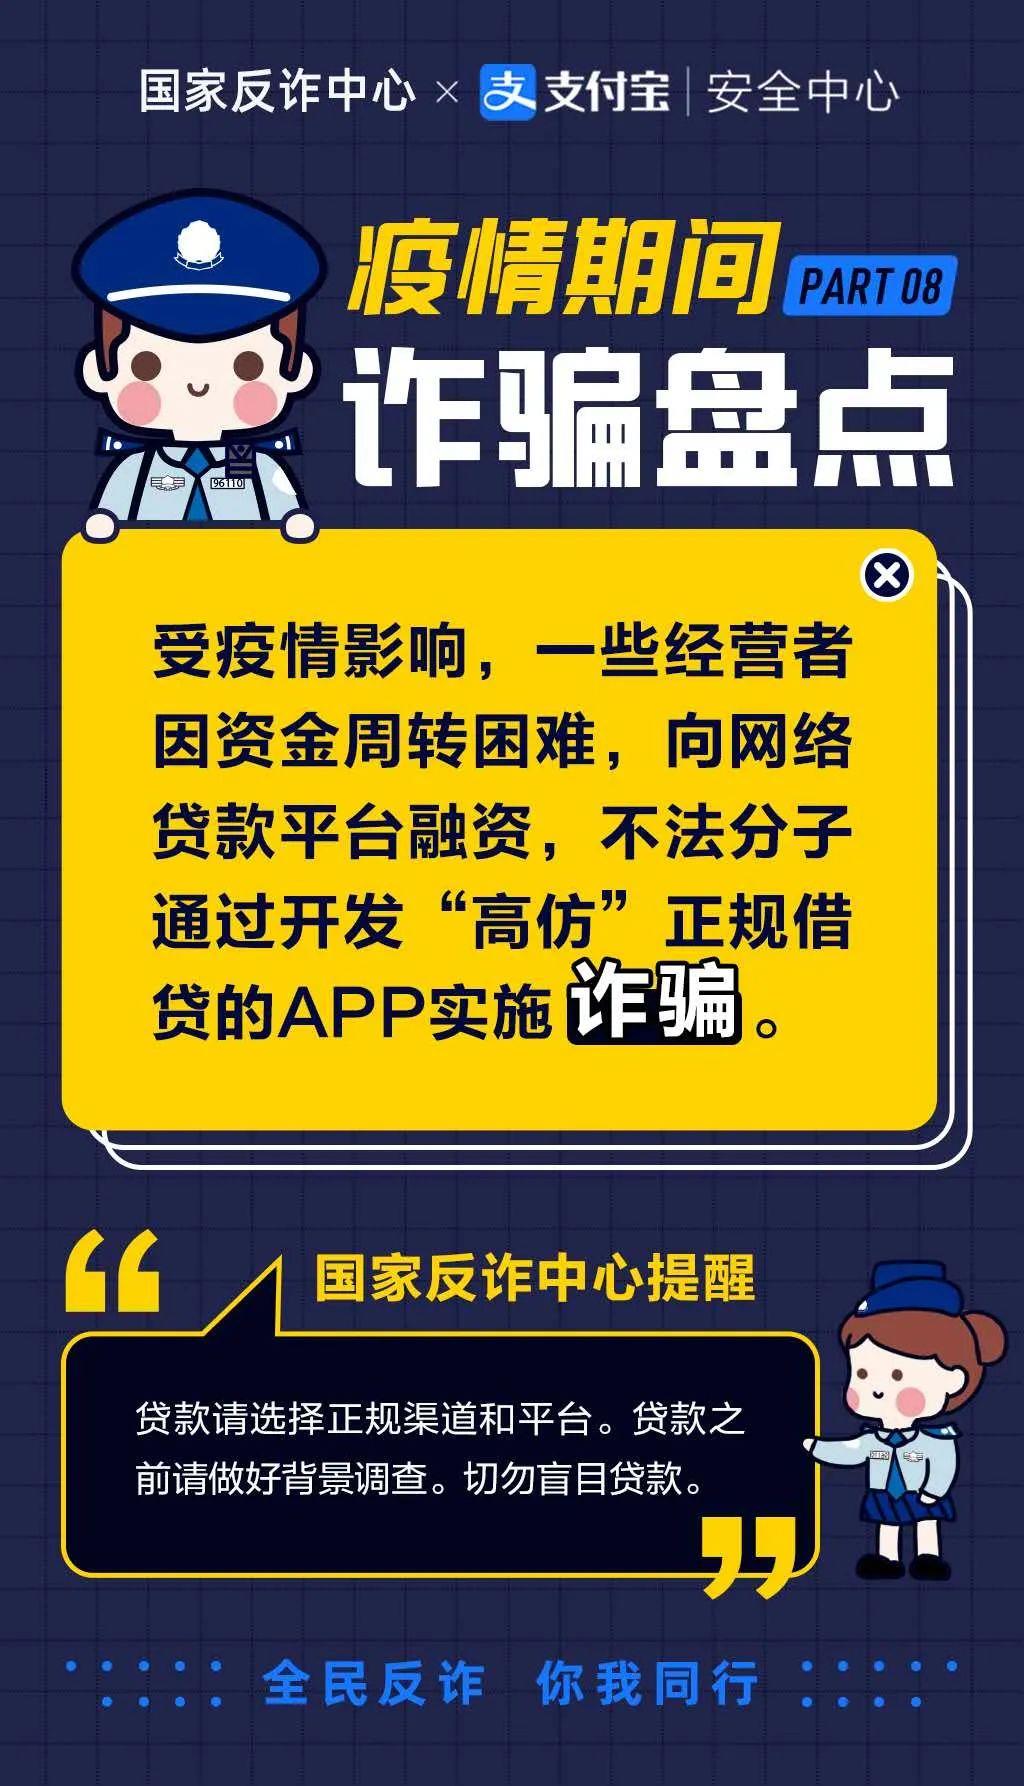 国家反诈中心 × 支 支付宝 | 安全中心
疫情期间 PART 08
诈骗盘点
96110
受疫情影响，一些经营者
因资金周转困难，向网络
贷款平台融资，不法分子
通过开发“高仿”正规借
贷的APP实施诈骗。
国家反诈中心提醒
贷款请选择正规渠道和平台。贷款之
前请做好背景调查。切勿盲目贷款。
全民反诈 你我同行